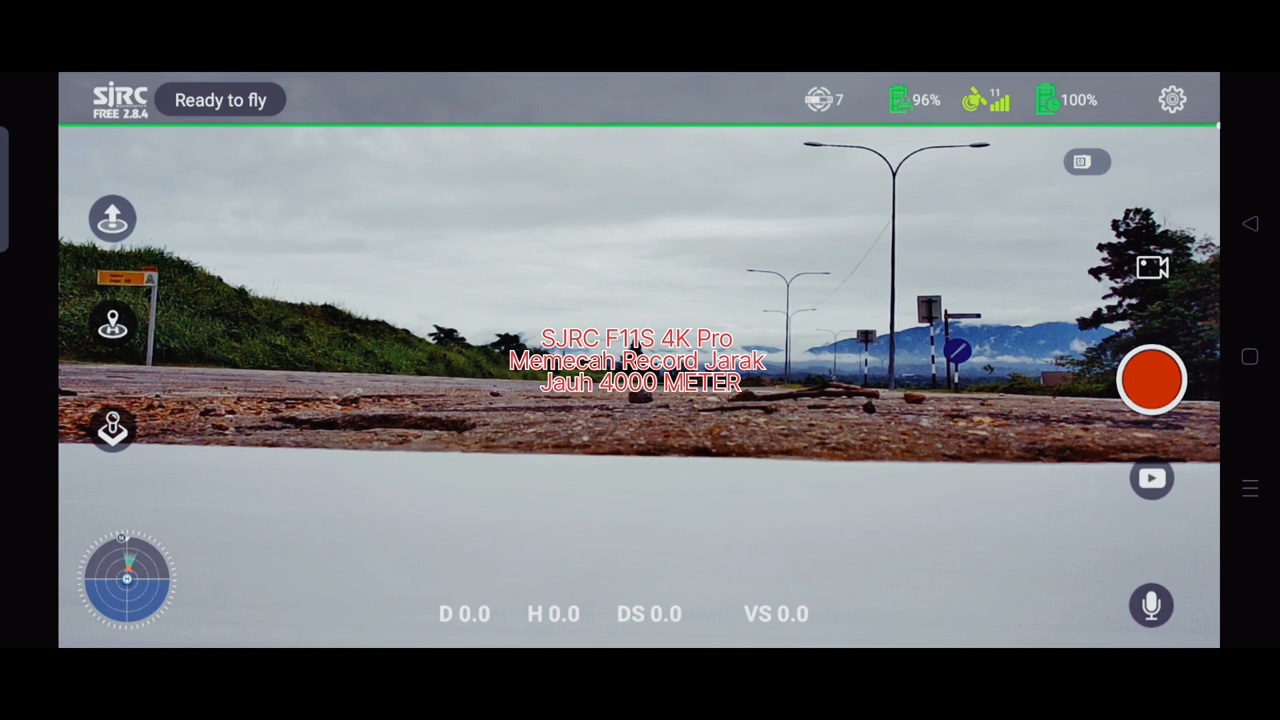 SJRC
FREE 2.8.4
Ready to fly
7
96%
11
100%
SD
SJRC F11S 4K Pro
Memecah Record Jarak
Jauh 4000 METER
N
H
D 0.0
H 0.0
DS 0.0
VS 0.0